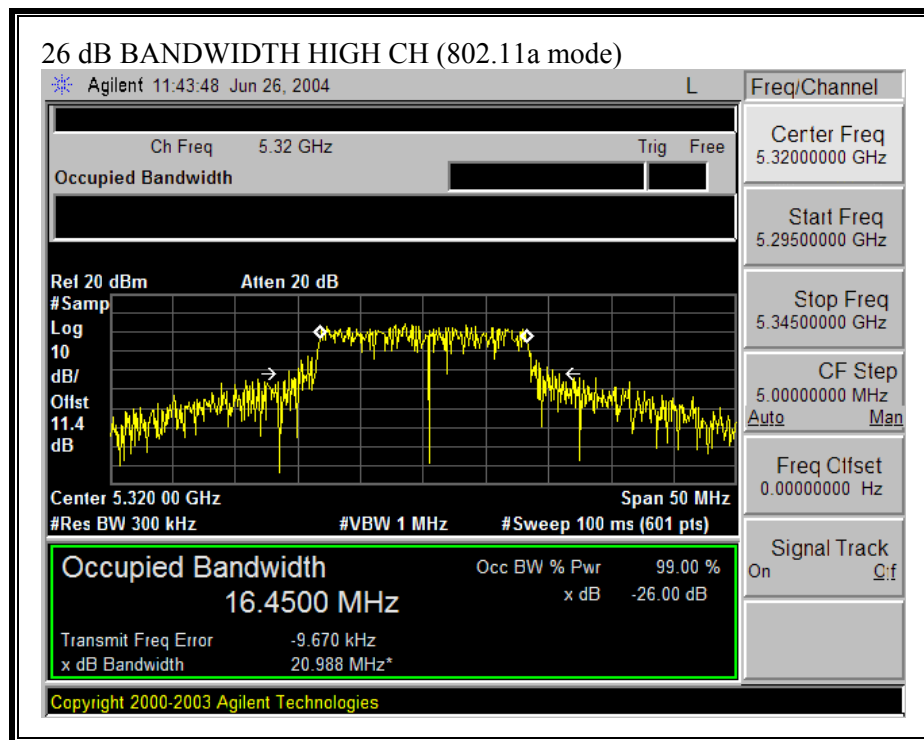 26 dB BANDWIDTH HIGH CH (802.11a mode)
Agilent 11:43:48 Jun 26, 2004 L
Freq/Channel
Ch Freq 5.32 GHz Trig Free
Occupied Bandwidth
Center Freq
5.32000000 GHz
Start Freq
5.29500000 GHz
Stop Freq
5.34500000 GHz
CF Step
5.00000000 MHz
Auto Man
Freq Offset
0.00000000 Hz
Signal Track
On Off
Ref 20 dBm Atten 20 dB
#Samp
Log
10
dB/
Offst
11.4
dB
Center 5.320 00 GHz Span 50 MHz
#Res BW 300 kHz #VBW 1 MHz #Sweep 100 ms (601 pts)
Occupied Bandwidth Occ BW % Pwr 99.00 %
16.4500 MHz x dB -26.00 dB
Transmit Freq Error -9.670 kHz
x dB Bandwidth 20.988 MHz*
Copyright 2000-2003 Agilent Technologies